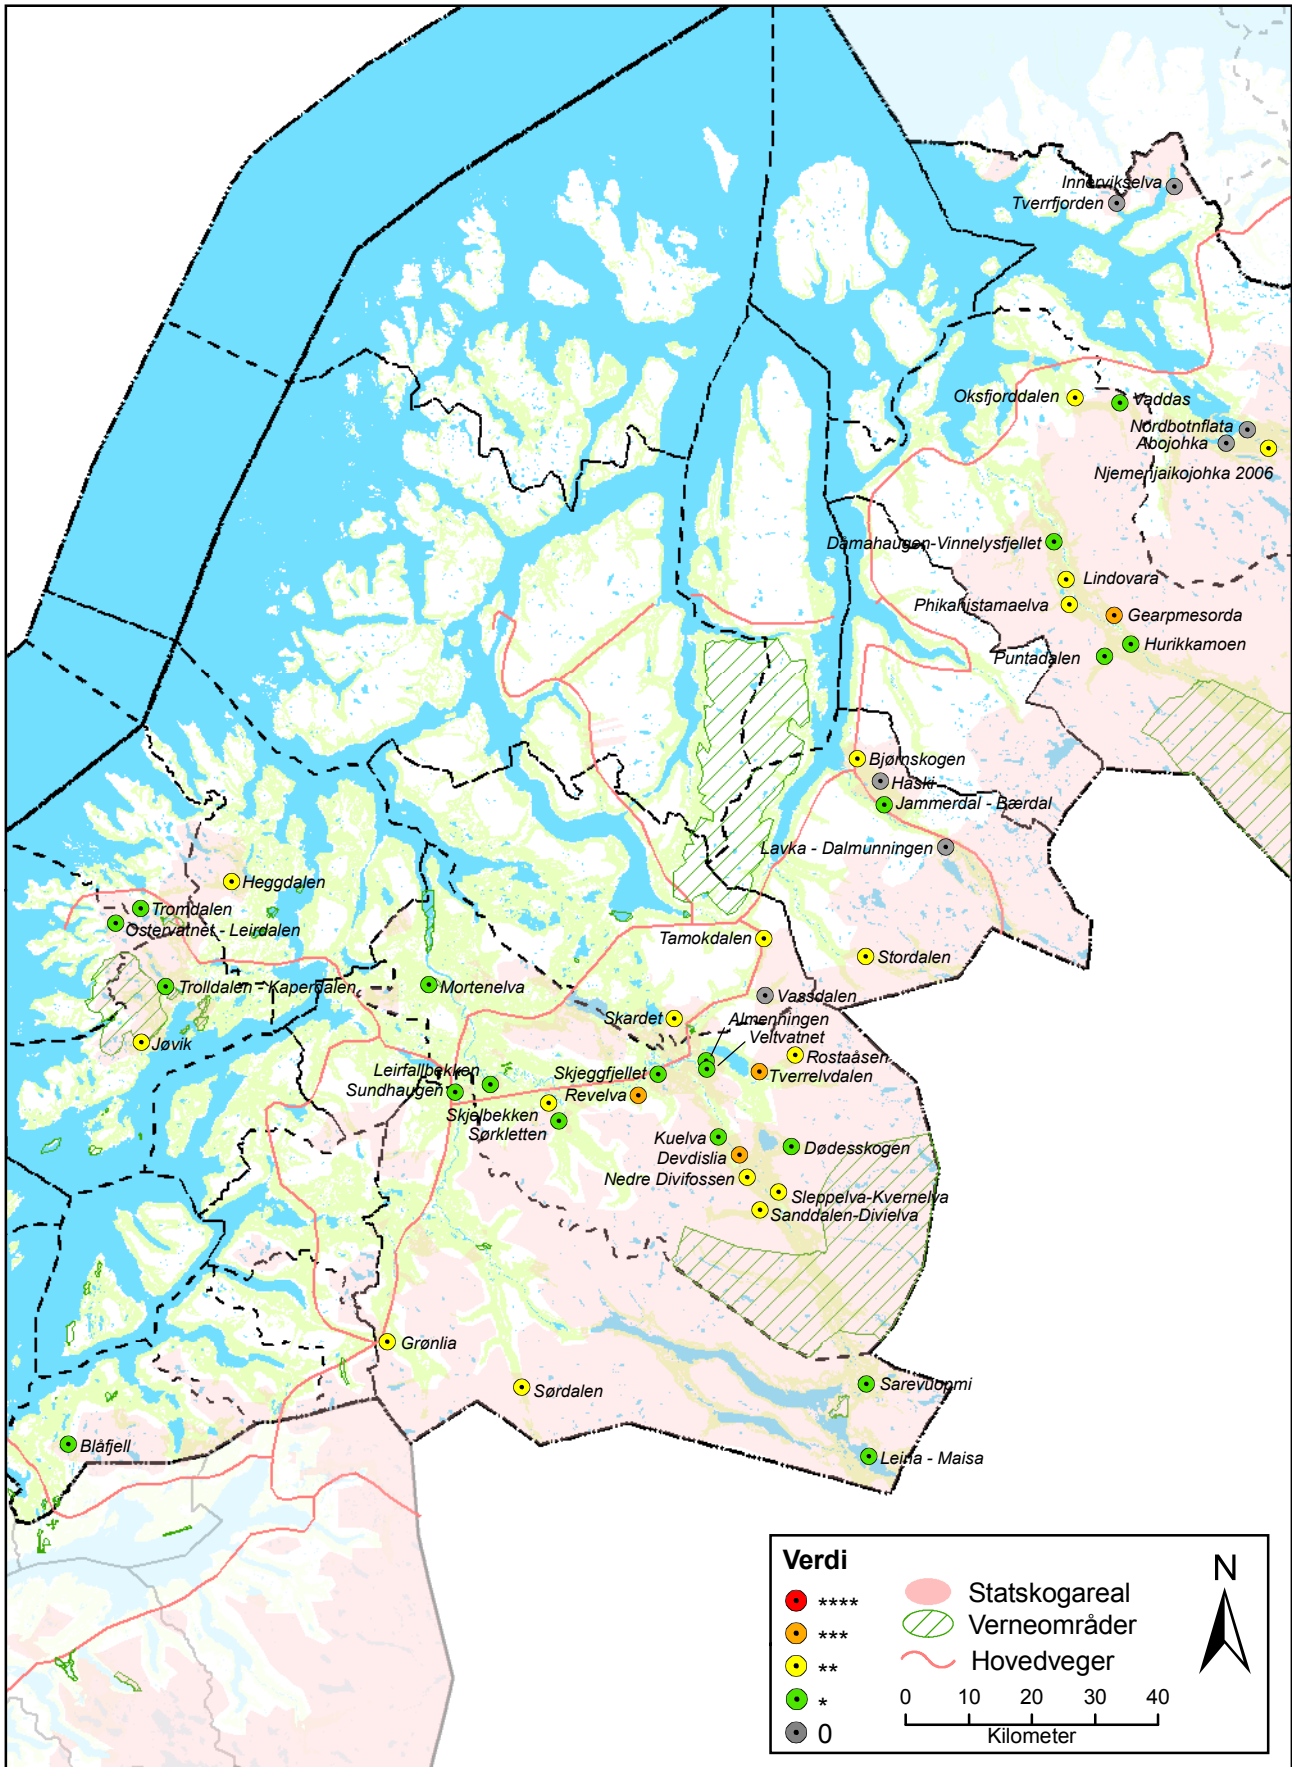 Innervikselva
Tverrfjorden
Oksfjorddalen
Vaddas
Nordbotnflata
Abojohka
Njemenjaikojohka 2006
Dåmahaugen-Vinnelysfjellet
Lindovara
Phikahistamaelva
Gearpmesorda
Hurikkamoen
Puntadalen
Bjørnskogen
Haski
Jammerdal - Bærdal
Lavka - Dalmunningen
Heggdalen
Tromdalen
Østervatnet - Leirdalen
Tamokdalen
Stordalen
Trolldalen - Kaperdalen
Mortenelva
Vassdalen
Skardet
Almenningen
Veltvatnet
Jøvik
Rostaåsen
Leirfallbekken
Skjeggfjellet
Tverrelvdalen
Sundhaugen
Revelva
Skjelbekken
Sørkletten
Kuelva
Dødesskogen
Devdislia
Nedre Divifossen
Sleppelva-Kvernelva
Sanddalen-Divielva
Grønlia
Sørdalen
Sarevuopmi
Blåfjell
Leina - Maisa
Verdi
****
***
**
*
0
Statskogareal
Verneområder
Hovedveger
N
0 10 20 30 40
Kilometer